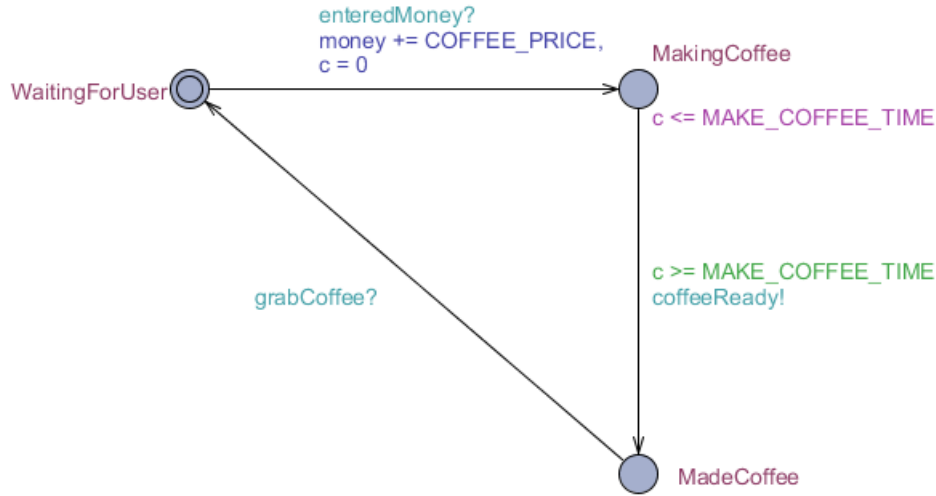 enteredMoney?
money += COFFEE_PRICE,
c = 0
MakingCoffee
WaitingForUser
c <= MAKE_COFFEE_TIME
c >= MAKE_COFFEE_TIME
coffeeReady!
grabCoffee?
MadeCoffee